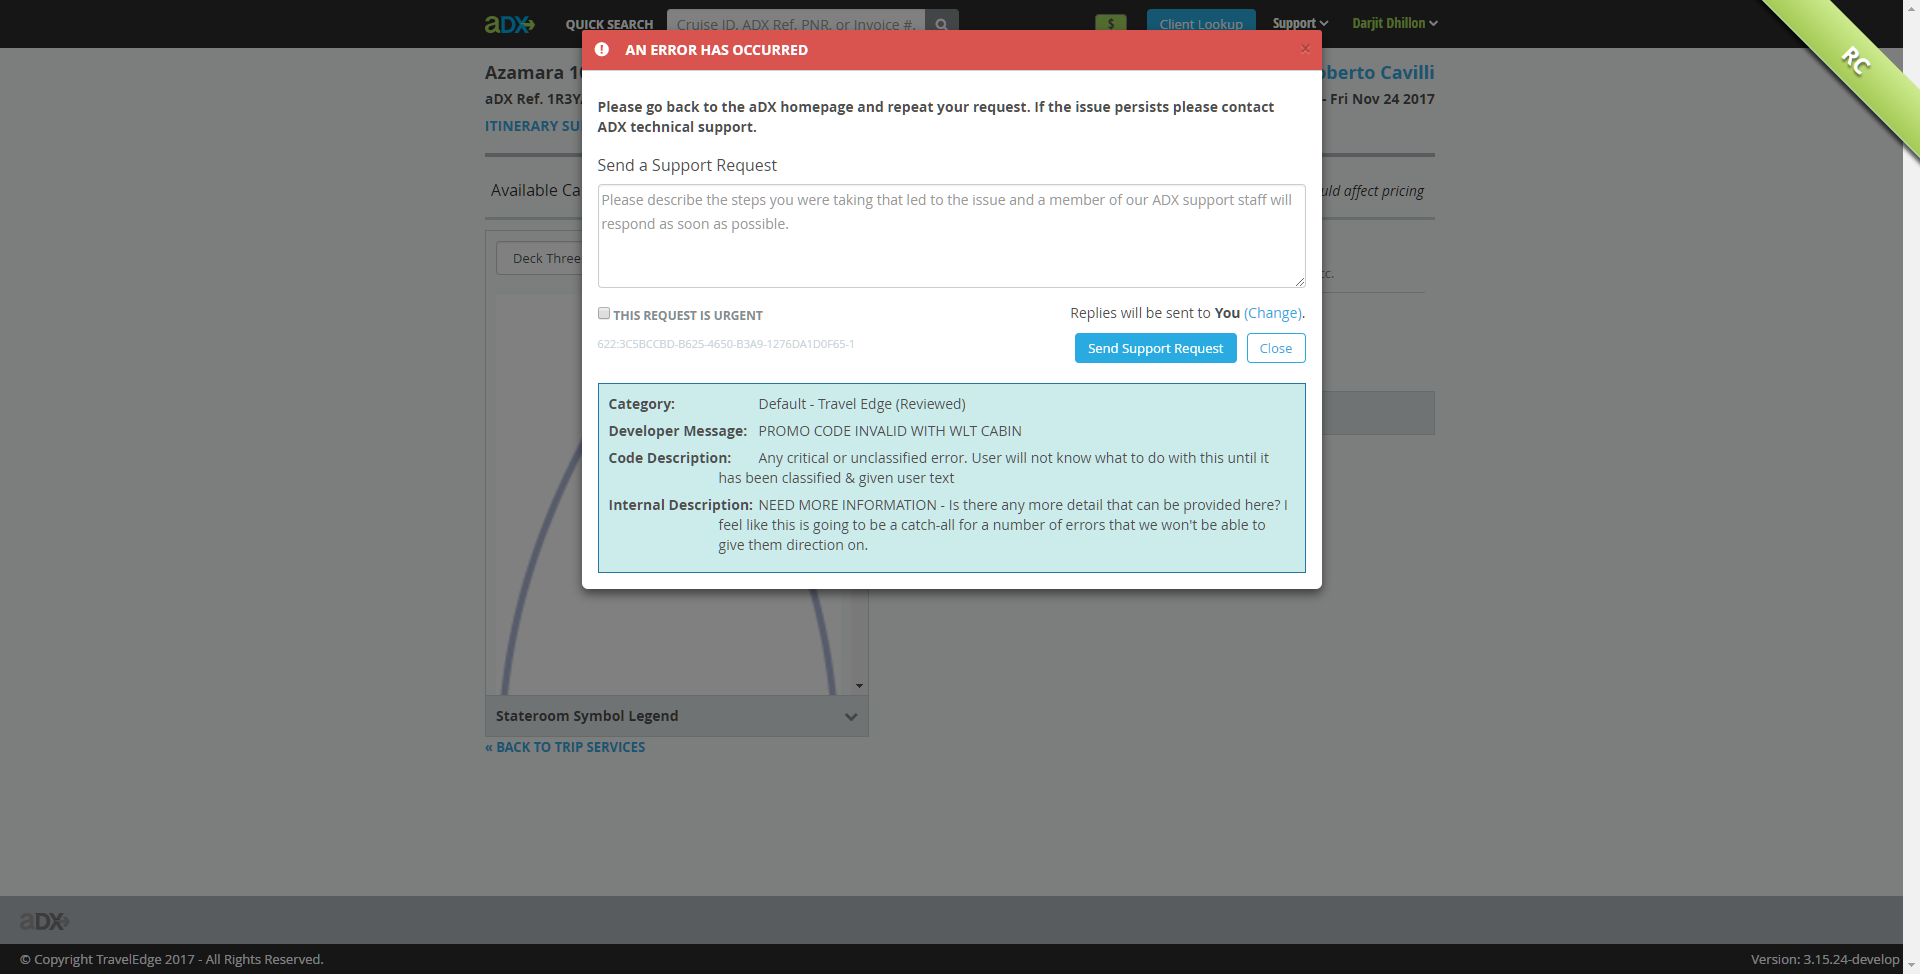 aDX
QUICK SEARCH
Cruise ID, ADX Ref, PNR, or Invoice #.
$
Client Lookup
Support
Darjit Dhillon
RC
AN ERROR HAS OCCURRED
×
Azamara
oberto Cavilli
aDX Ref. 1R3Y
- Fri Nov 24 2017
ITINERARY SU
Please go back to the aDX homepage and repeat your request. If the issue persists please contact
ADX technical support.
Send a Support Request
Available Ca
uld affect pricing
Please describe the steps you were taking that led to the issue and a member of our ADX support staff will
respond as soon as possible.
Deck Three
cc.
THIS REQUEST IS URGENT
Replies will be sent to You (Change).
622:3C5BCCBD-B625-4650-B3A9-1276DA1D0F65-1
Send Support Request
Close
Category: Default - Travel Edge (Reviewed)
Developer Message: PROMO CODE INVALID WITH WLT CABIN
Code Description: Any critical or unclassified error. User will not know what to do with this until it
has been classified & given user text
Internal Description: NEED MORE INFORMATION - Is there any more detail that can be provided here? I
feel like this is going to be a catch-all for a number of errors that we won't be able to
give them direction on.
Stateroom Symbol Legend
« BACK TO TRIP SERVICES
aDX
© Copyright TravelEdge 2017 - All Rights Reserved.
Version: 3.15.24-develop